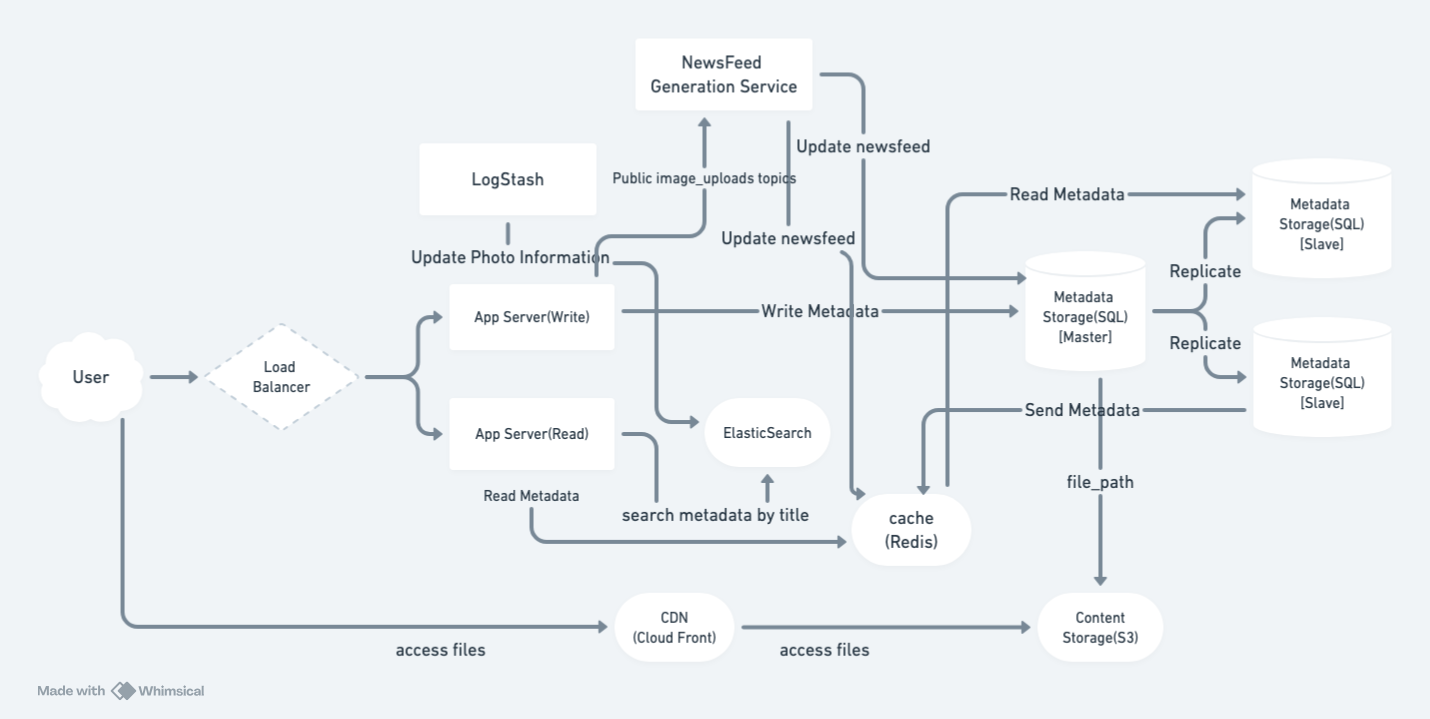 NewsFeed
Generation Service
Update newsfeed
LogStash
Public image_uploads topics
Read Metadata
Metadata
Storage(SQL)
[Slave]
Update newsfeed
Update Photo Information
Replicate
App Server(Write)
Write Metadata
Metadata
Storage(SQL)
[Master]
Replicate
User
Load
Balancer
Metadata
Storage(SQL)
[Slave]
Send Metadata
App Server(Read)
ElasticSearch
file_path
Read Metadata
search metadata by title
cache
(Redis)
CDN
(Cloud Front)
Content
Storage(S3)
access files
access files
Made with Whimsical